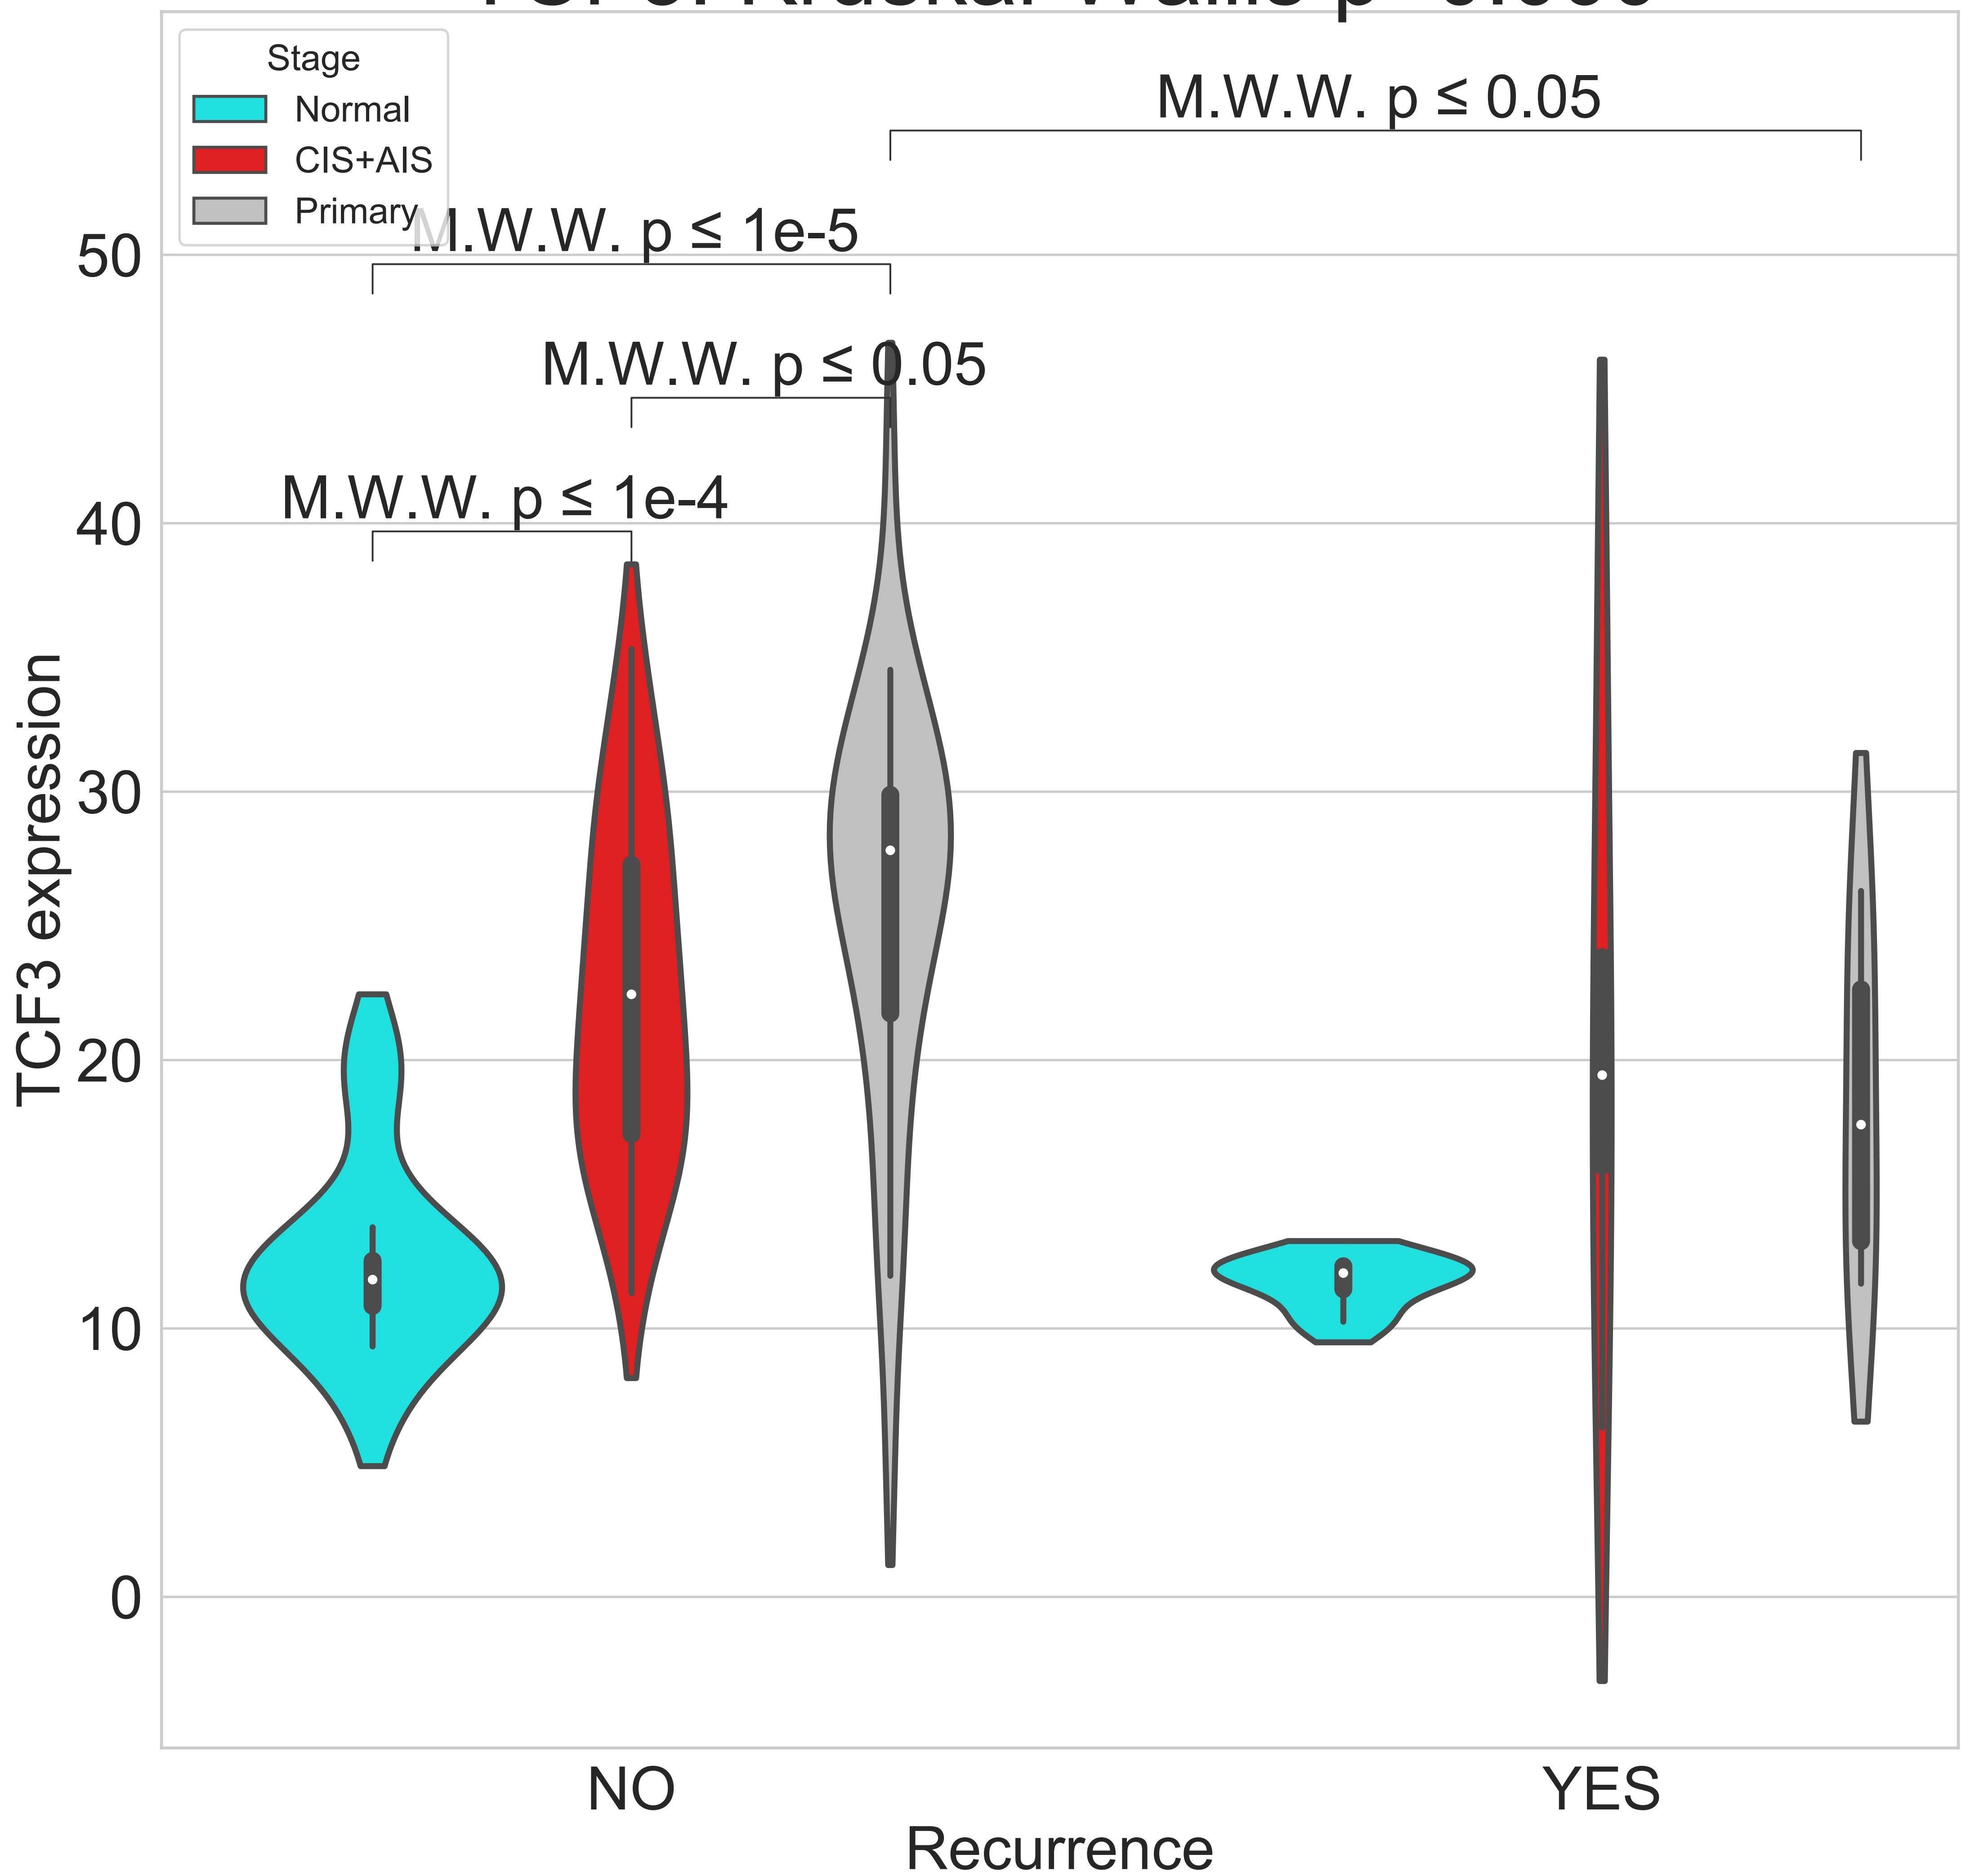 Stage
Normal
CIS+AIS
Primary
M.W.W. p ≤ 0.05
M.W.W. p ≤ 1e-5
M.W.W. p ≤ 0.05
M.W.W. p ≤ 1e-4
50
40
30
20
10
0
TCF3 expression
NO
YES
Recurrence